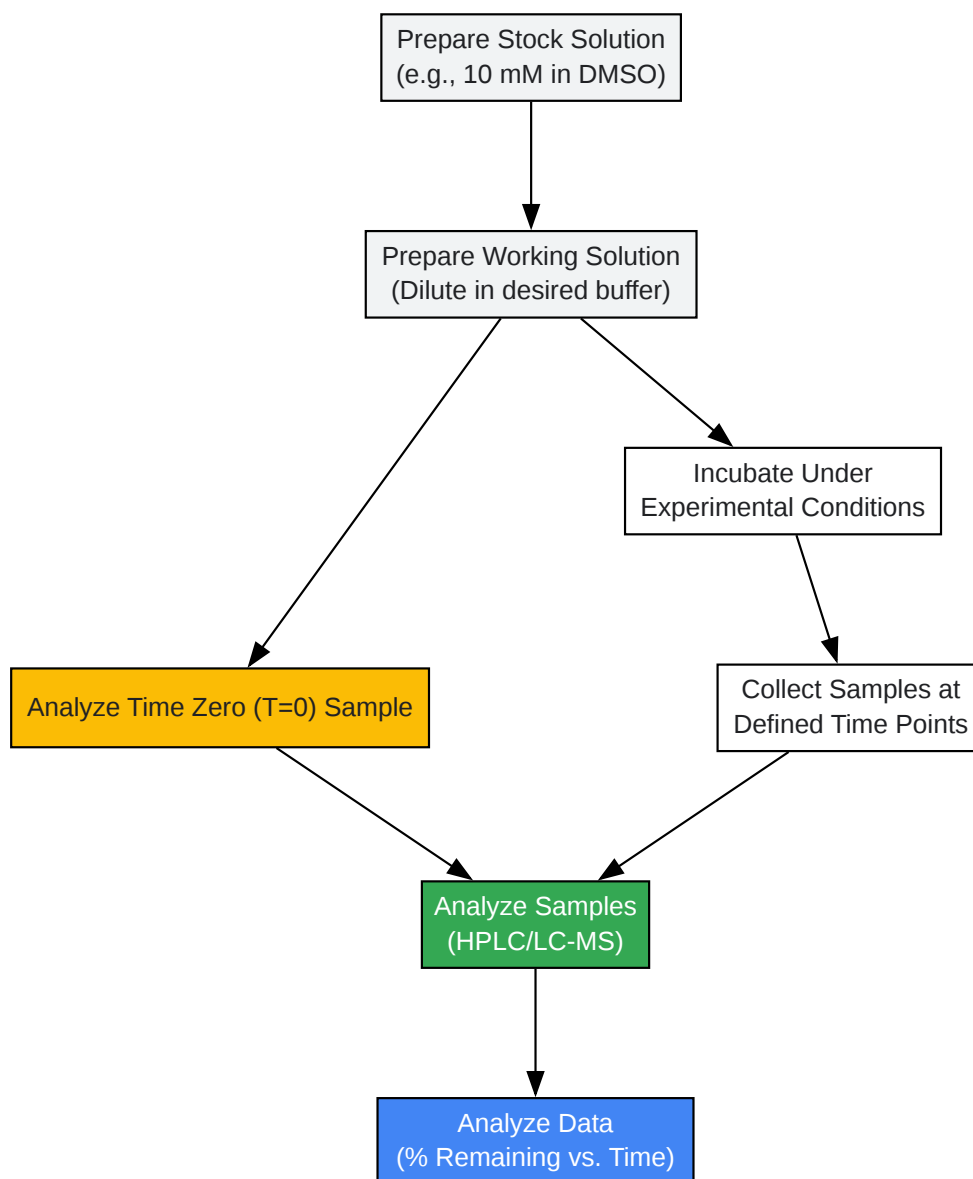 Prepare Stock Solution
(e.g., 10 mM in DMSO)
Prepare Working Solution
(Dilute in desired buffer)
Incubate Under
Experimental Conditions
Analyze Time Zero (T=0) Sample
Collect Samples at
Defined Time Points
Analyze Samples
(HPLC/LC-MS)
Analyze Data
(% Remaining vs. Time)